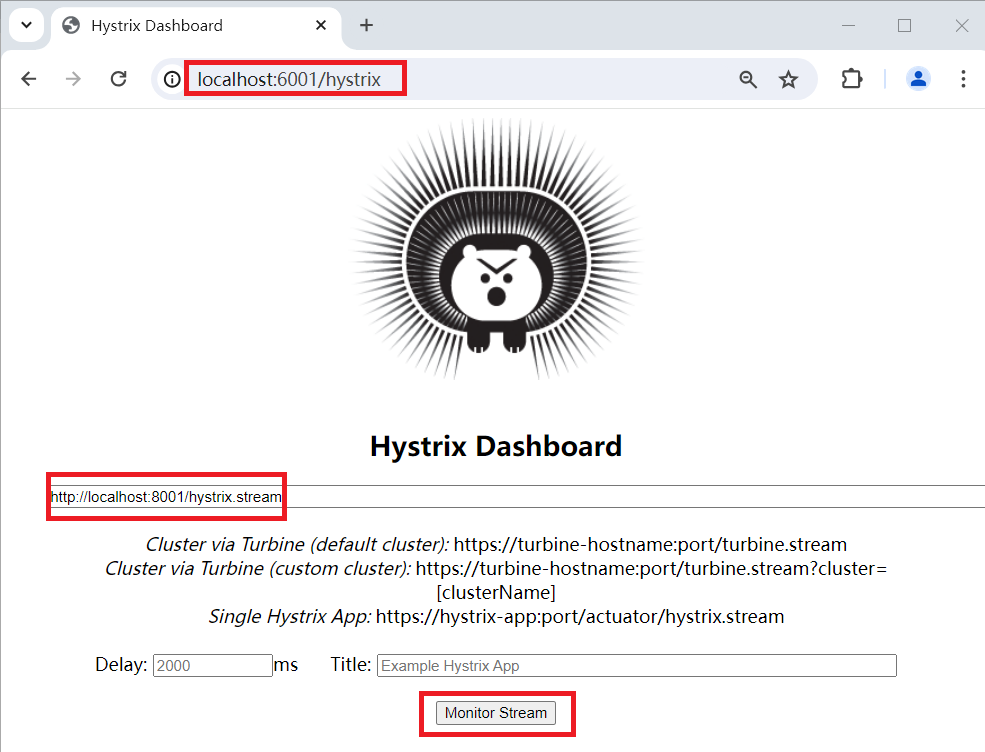 Hystrix Dashboard
localhost:6001/hystrix
Hystrix Dashboard
http://localhost:8001/hystrix.stream
Cluster via Turbine (default cluster): https://turbine-hostname:port/turbine.stream
Cluster via Turbine (custom cluster): https://turbine-hostname:port/turbine.stream?cluster=
[clusterName]
Single Hystrix App: https://hystrix-app:port/actuator/hystrix.stream
Delay: 2000 ms Title: Example Hystrix App
Monitor Stream